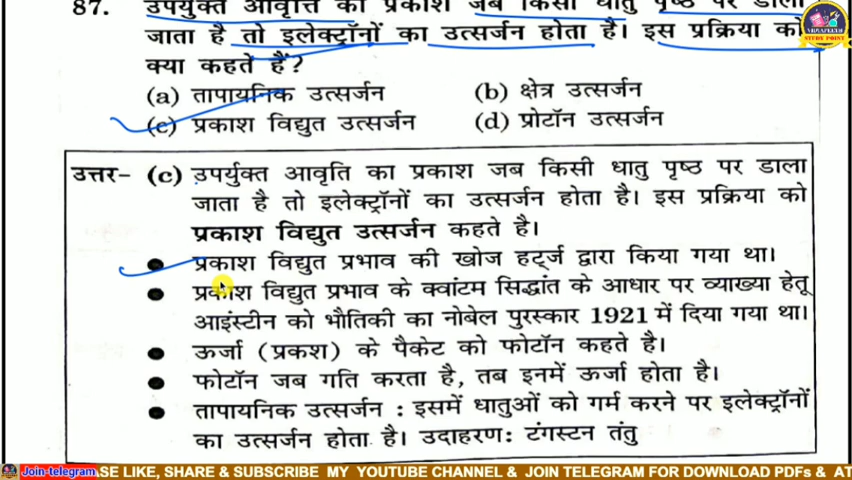 87. उपर्युक्त आवृत्ति का प्रकाश जब किसी धातु पृष्ठ पर डाला
जाता है तो इलेक्ट्रॉनों का उत्सर्जन होता है। इस प्रक्रिया को
क्या कहते हैं?
(a) तापायनिक उत्सर्जन (b) क्षेत्र उत्सर्जन
(c) प्रकाश विद्युत उत्सर्जन (d) प्रोटॉन उत्सर्जन
उत्तर- (c) उपर्युक्त आवृति का प्रकाश जब किसी धातु पृष्ठ पर डाला
जाता है तो इलेक्ट्रॉनों का उत्सर्जन होता है। इस प्रक्रिया को
प्रकाश विद्युत उत्सर्जन कहते है।
● प्रकाश विद्युत प्रभाव की खोज हर्ट्ज द्वारा किया गया था।
● प्रकाश विद्युत प्रभाव के क्वांटम सिद्धांत के आधार पर व्याख्या हेतू
आइंस्टीन को भौतिकी का नोबेल पुरस्कार 1921 में दिया गया था।
● ऊर्जा (प्रकश) के पैकेट को फोटॉन कहते है।
● फोटॉन जब गति करता है, तब इनमें ऊर्जा होता है।
● तापायनिक उत्सर्जन : इसमें धातुओं को गर्म करने पर इलेक्ट्रॉनों
का उत्सर्जन होता है। उदाहरण: टंगस्टन तंतु
STUDY POINT
Join-telegram ASE LIKE, SHARE & SUBSCRIBE MY YOUTUBE CHANNEL & JOIN TELEGRAM FOR DOWNLOAD PDFs & AT